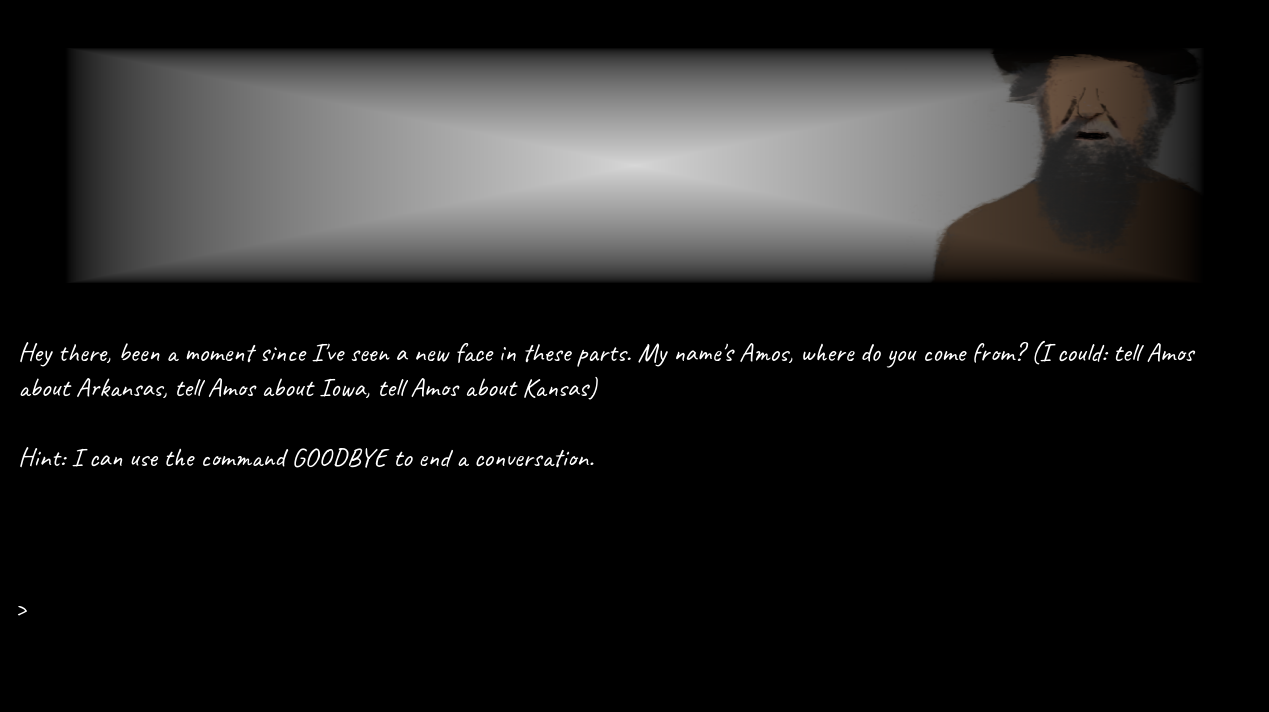 Hey there, been a moment since I've seen a new face in these parts. My name's Amos, where do you come from? (I could: tell Amos
about Arkansas, tell Amos about Iowa, tell Amos about Kansas)
Hint: I can use the command GOODBYE to end a conversation.
>